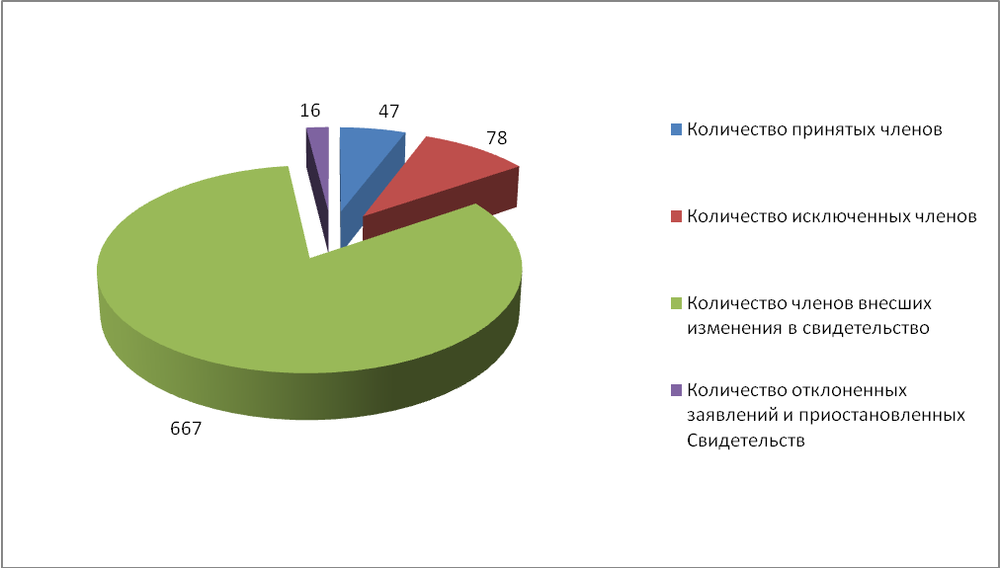 16
47
78
667
Количество принятых членов
Количество исключенных членов
Количество членов внесших
изменения в свидетельство
Количество отклоненных
заявлений и приостановленных
Свидетельств